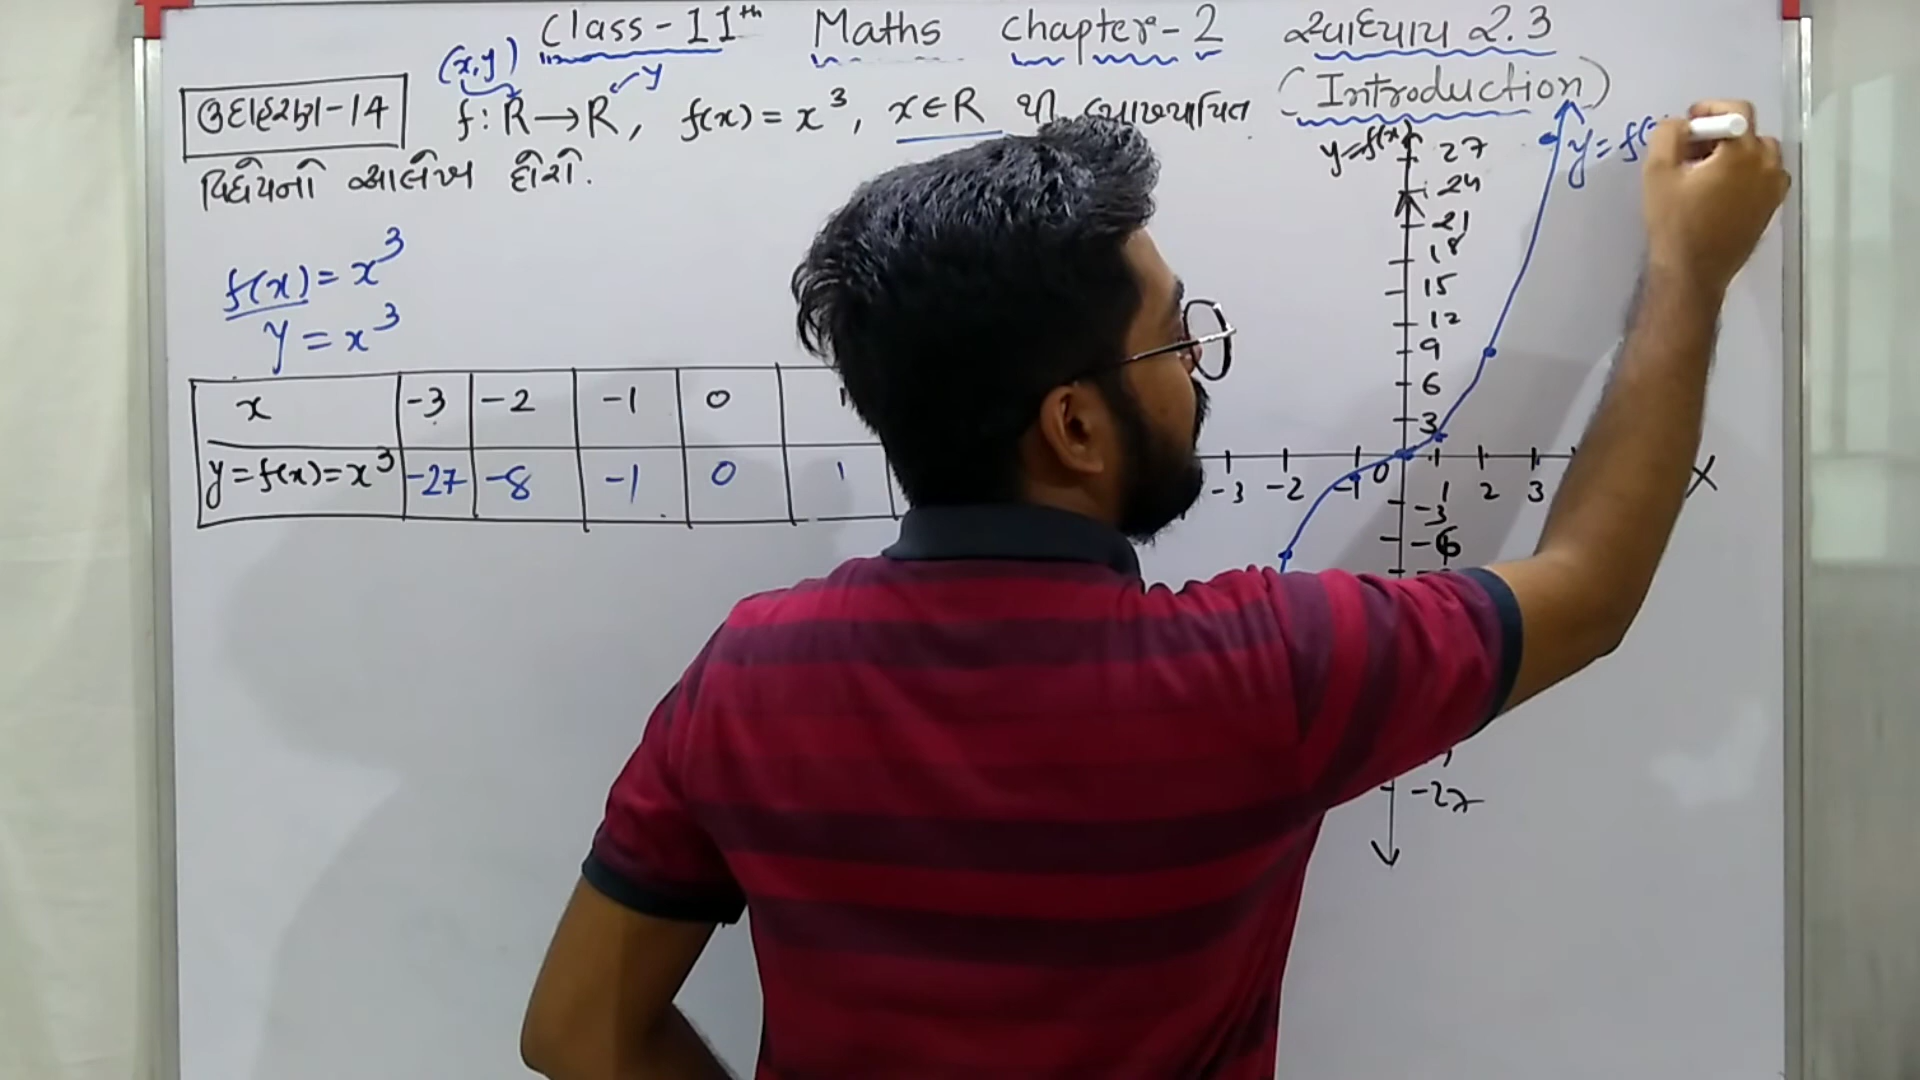 Class-11th Maths Chapter-2 સ્વાધ્યાય 2.3
(Introduction)
(x,y) y
ઉદાહરણ-14 f: R→R, f(x) = x³, x∈R થી વ્યાખ્યાયિત
વિધેયનો આલેખ દોરો.
f(x) = x³
y = x³
x -3 -2 -1 0 1
y=f(x)=x³ -27 -8 -1 0 1
y=f(x)
27
24
21
18
15
12
9
6
3
-3 -2 -1 0 1 2 3 X
-3
-6
-27
y = f(